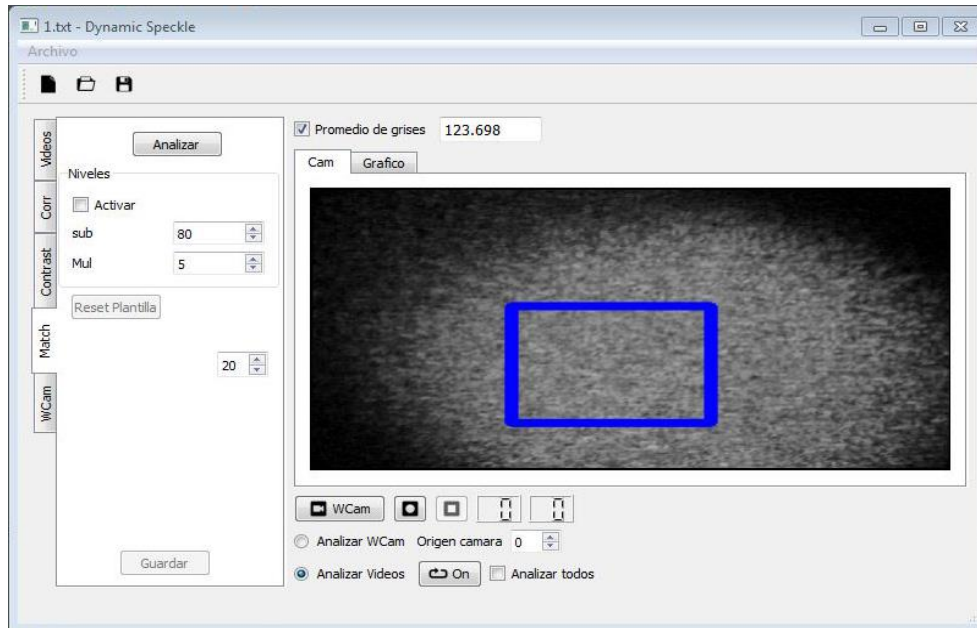 1.txt - Dynamic Speckle
Archivo
Videos
Corr
Contrast
Match
WCam
Analizar
Niveles
Activar
sub 80
Mul 5
Reset Plantilla
20
Guardar
Promedio de grises 123.698
Cam Grafico
WCam 0 0
Analizar WCam Origen camara 0
Analizar Videos On Analizar todos